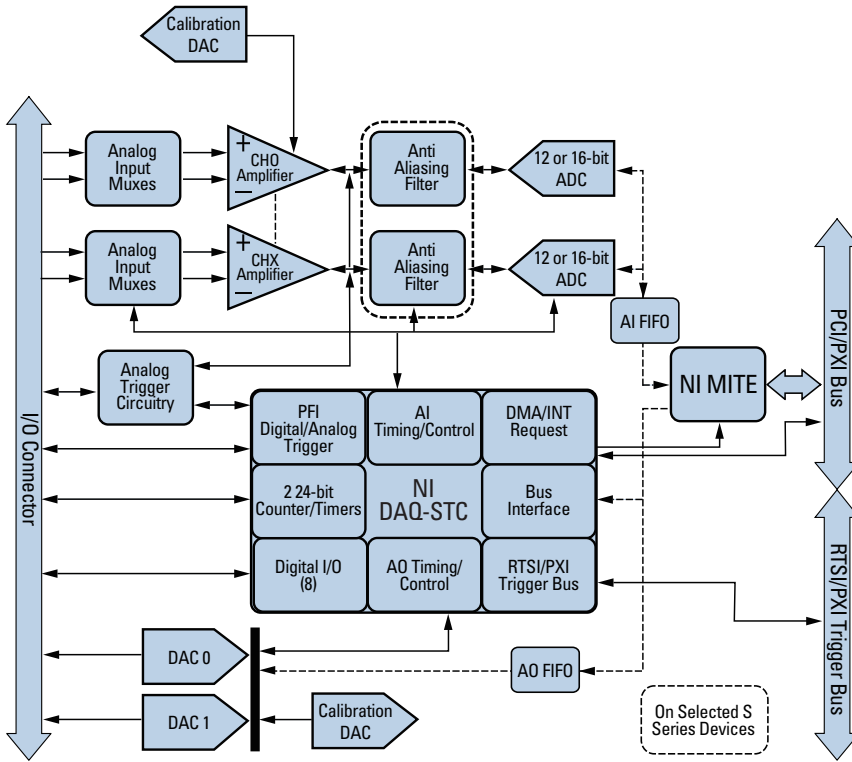 Calibration
DAC
Analog
Input
Muxes
+
CHO
Amplifier
—
Anti
Aliasing
Filter
12 or 16-bit
ADC
Analog
Input
Muxes
+
CHX
Amplifier
—
Anti
Aliasing
Filter
12 or 16-bit
ADC
AI FIFO
NI MITE
PCI/PXI Bus
I/O Connector
Analog
Trigger
Circuitry
PFI
Digital/Analog
Trigger
AI
Timing/Control
DMA/INT
Request
2 24-bit
Counter/Timers
NI
DAQ-STC
Bus
Interface
Digital I/O
(8)
AO Timing/
Control
RTSI/PXI
Trigger Bus
RTSI/PXI Trigger Bus
DAC 0
AO FIFO
DAC 1
Calibration
DAC
On Selected S
Series Devices